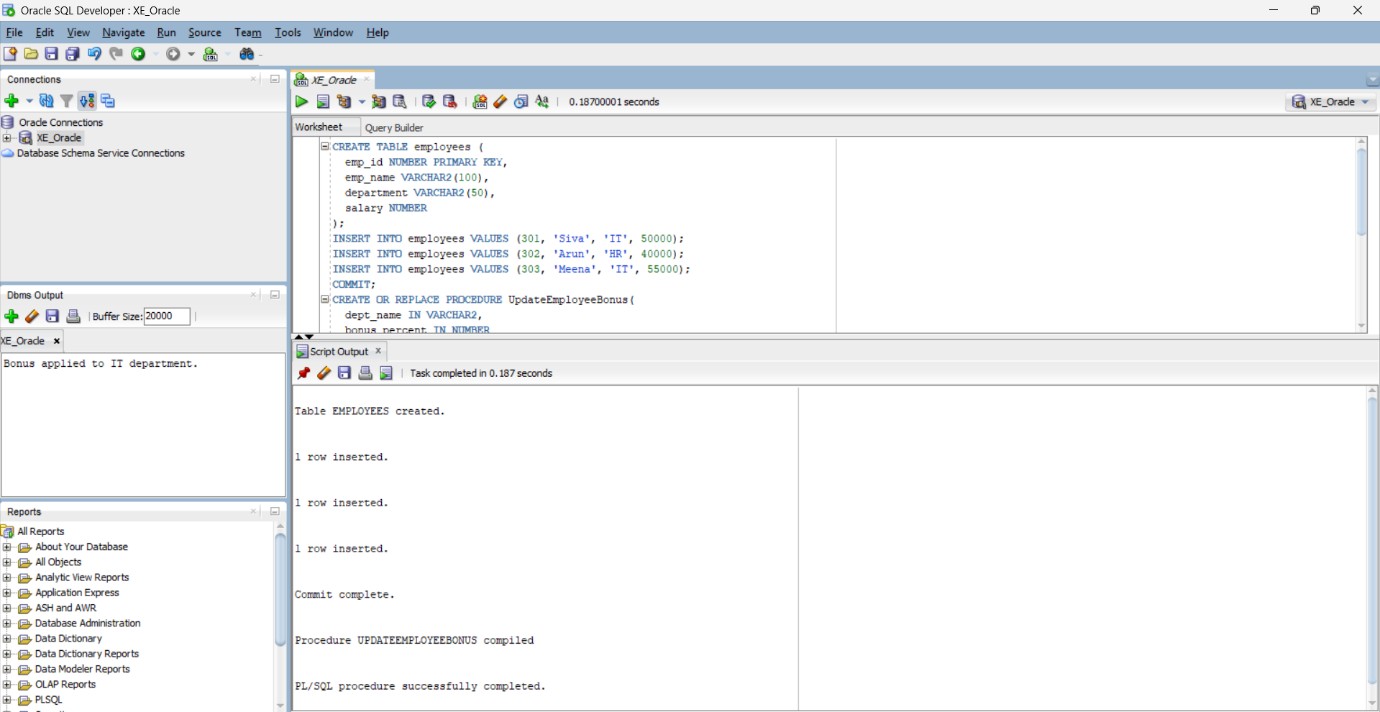 Oracle SQL Developer : XE_Oracle
File Edit View Navigate Run Source Team Tools Window Help
Connections
Oracle Connections
XE_Oracle
Database Schema Service Connections
Dbms Output
Buffer Size: 20000
XE_Oracle
Bonus applied to IT department.
Reports
All Reports
About Your Database
All Objects
Analytic View Reports
Application Express
ASH and AWR
Database Administration
Data Dictionary
Data Dictionary Reports
Data Modeler Reports
OLAP Reports
PLSQL
XE_Oracle
0.18700001 seconds
XE_Oracle
Worksheet Query Builder
CREATE TABLE employees (
emp_id NUMBER PRIMARY KEY,
emp_name VARCHAR2(100),
department VARCHAR2(50),
salary NUMBER
);
INSERT INTO employees VALUES (301, 'Siva', 'IT', 50000);
INSERT INTO employees VALUES (302, 'Arun', 'HR', 40000);
INSERT INTO employees VALUES (303, 'Meena', 'IT', 55000);
COMMIT;
CREATE OR REPLACE PROCEDURE UpdateEmployeeBonus(
dept_name IN VARCHAR2,
bonus_percent IN NUMBER
Script Output
Task completed in 0.187 seconds
Table EMPLOYEES created.
1 row inserted.
1 row inserted.
1 row inserted.
Commit complete.
Procedure UPDATEEMPLOYEEBONUS compiled
PL/SQL procedure successfully completed.